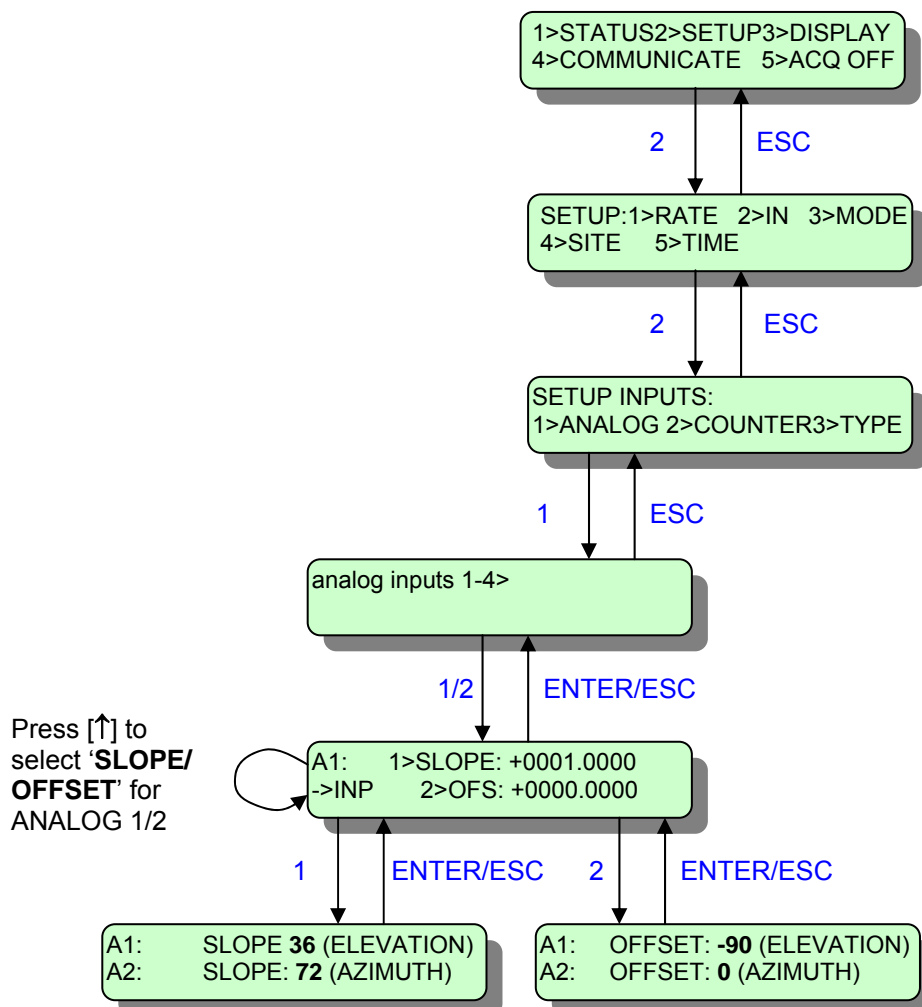 1>STATUS2>SETUP3>DISPLAY
4>COMMUNICATE 5>ACQ OFF
2
ESC
SETUP:1>RATE 2>IN 3>MODE
4>SITE 5>TIME
2
ESC
SETUP INPUTS:
1>ANALOG 2>COUNTER3>TYPE
1
ESC
analog inputs 1-4>
1/2
ENTER/ESC
Press [↑] to
select ‘SLOPE/
OFFSET’ for
ANALOG 1/2
A1: 1>SLOPE: +0001.0000
->INP 2>OFS: +0000.0000
1
ENTER/ESC
2
ENTER/ESC
A1: SLOPE 36 (ELEVATION)
A2: SLOPE: 72 (AZIMUTH)
A1: OFFSET: -90 (ELEVATION)
A2: OFFSET: 0 (AZIMUTH)